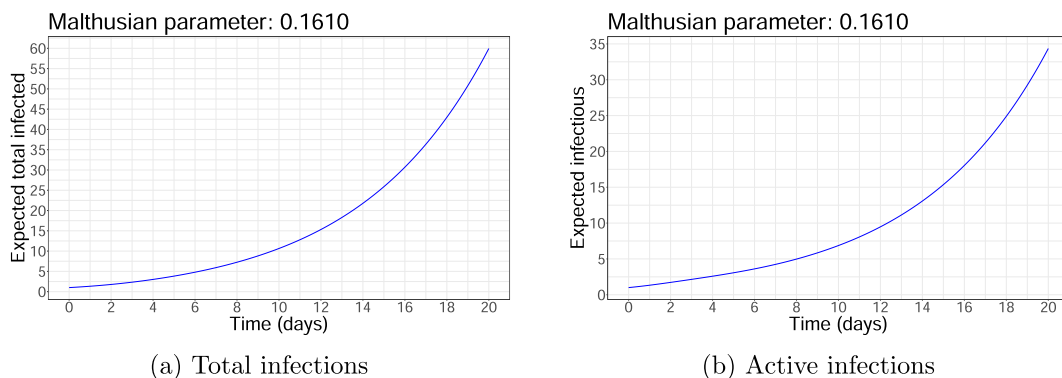 Malthusian parameter: 0.1610
Expected total infected
60
55
50
45
40
35
30
25
20
15
10
5
0
0 2 4 6 8 10 12 14 16 18 20
Time (days)
(a) Total infections
Malthusian parameter: 0.1610
Expected infectious
35
30
25
20
15
10
5
0
0 2 4 6 8 10 12 14 16 18 20
Time (days)
(b) Active infections